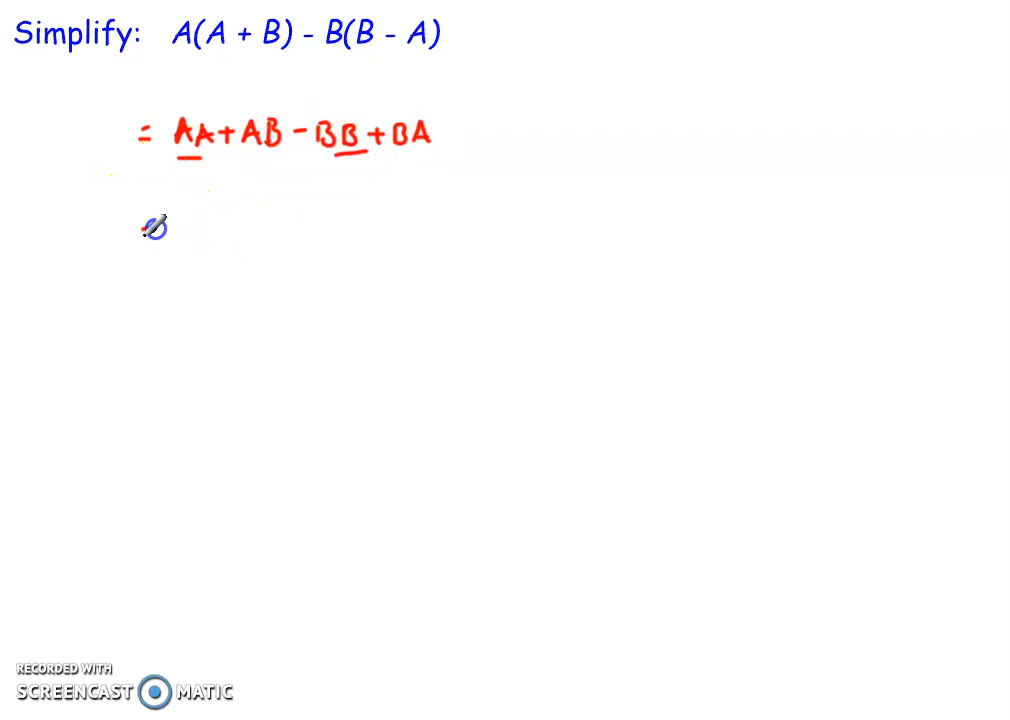 Simplify: A(A + B) - B(B - A)
= AA + AB - BB + BA
RECORDED WITH
SCREENCAST MATIC